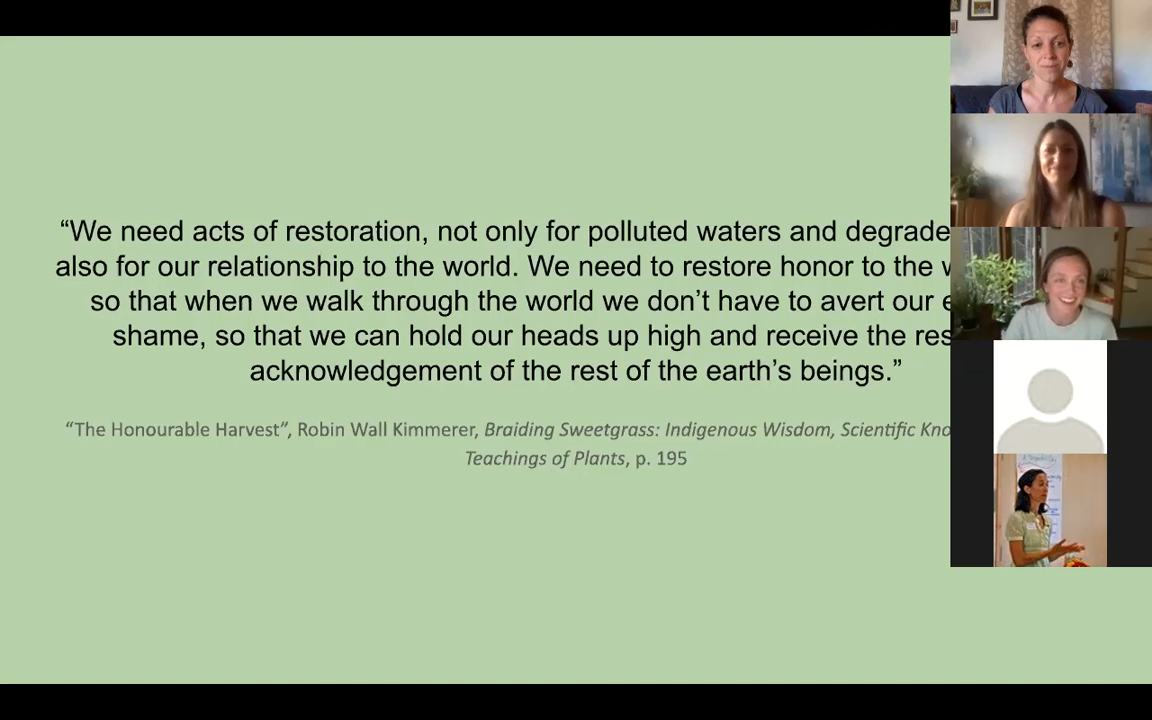 “We need acts of restoration, not only for polluted waters and degrade
also for our relationship to the world. We need to restore honor to the w
so that when we walk through the world we don’t have to avert our e
shame, so that we can hold our heads up high and receive the res
acknowledgement of the rest of the earth’s beings.”
“The Honourable Harvest”, Robin Wall Kimmerer, Braiding Sweetgrass: Indigenous Wisdom, Scientific Kno
Teachings of Plants, p. 195